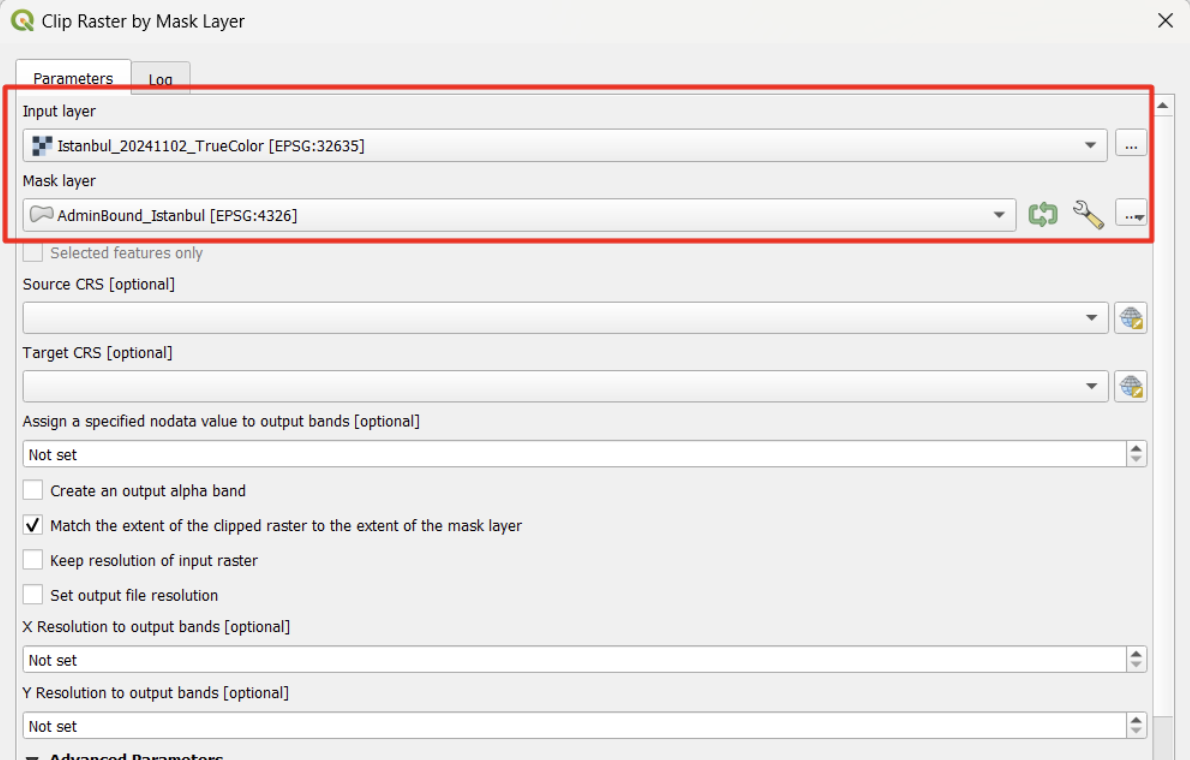 Clip Raster by Mask Layer
Parameters
Log
Input layer
Istanbul_20241102_TrueColor [EPSG:32635]
...
Mask layer
AdminBound_Istanbul [EPSG:4326]
...
Selected features only
Source CRS [optional]
Target CRS [optional]
Assign a specified nodata value to output bands [optional]
Not set
Create an output alpha band
Match the extent of the clipped raster to the extent of the mask layer
Keep resolution of input raster
Set output file resolution
X Resolution to output bands [optional]
Not set
Y Resolution to output bands [optional]
Not set
Advanced Parameters